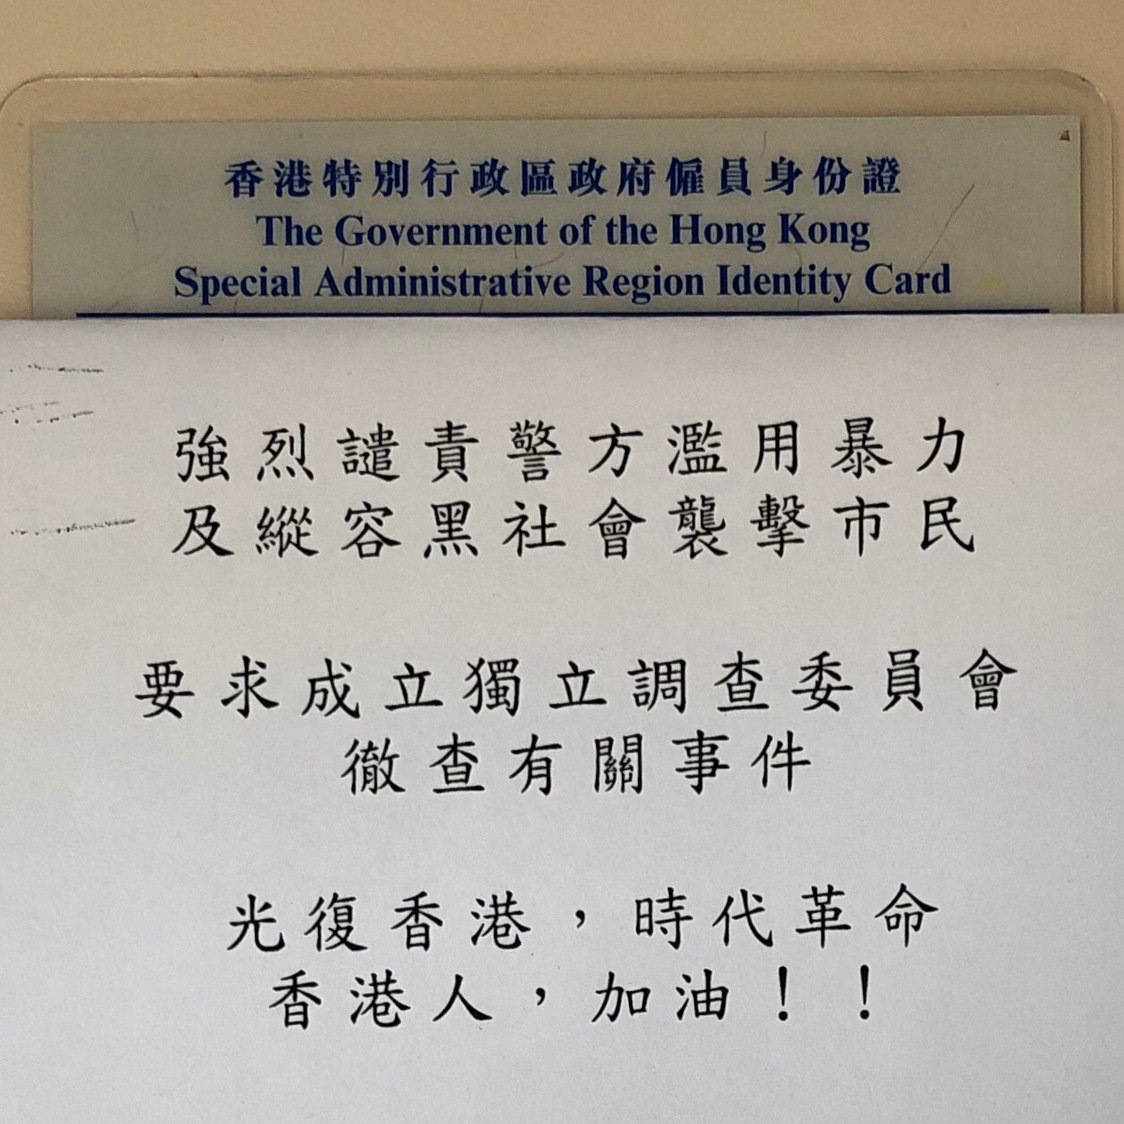 香港特別行政區政府僱員身份證
The Government of the Hong Kong
Special Administrative Region Identity Card
強烈譴責警方濫用暴力
及縱容黑社會襲擊市民
要求成立獨立調查委員會
徹查有關事件
光復香港，時代革命
香港人，加油！！